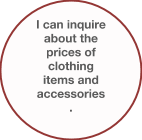 I can inquire
about the
prices of
clothing
items and
accessories
.